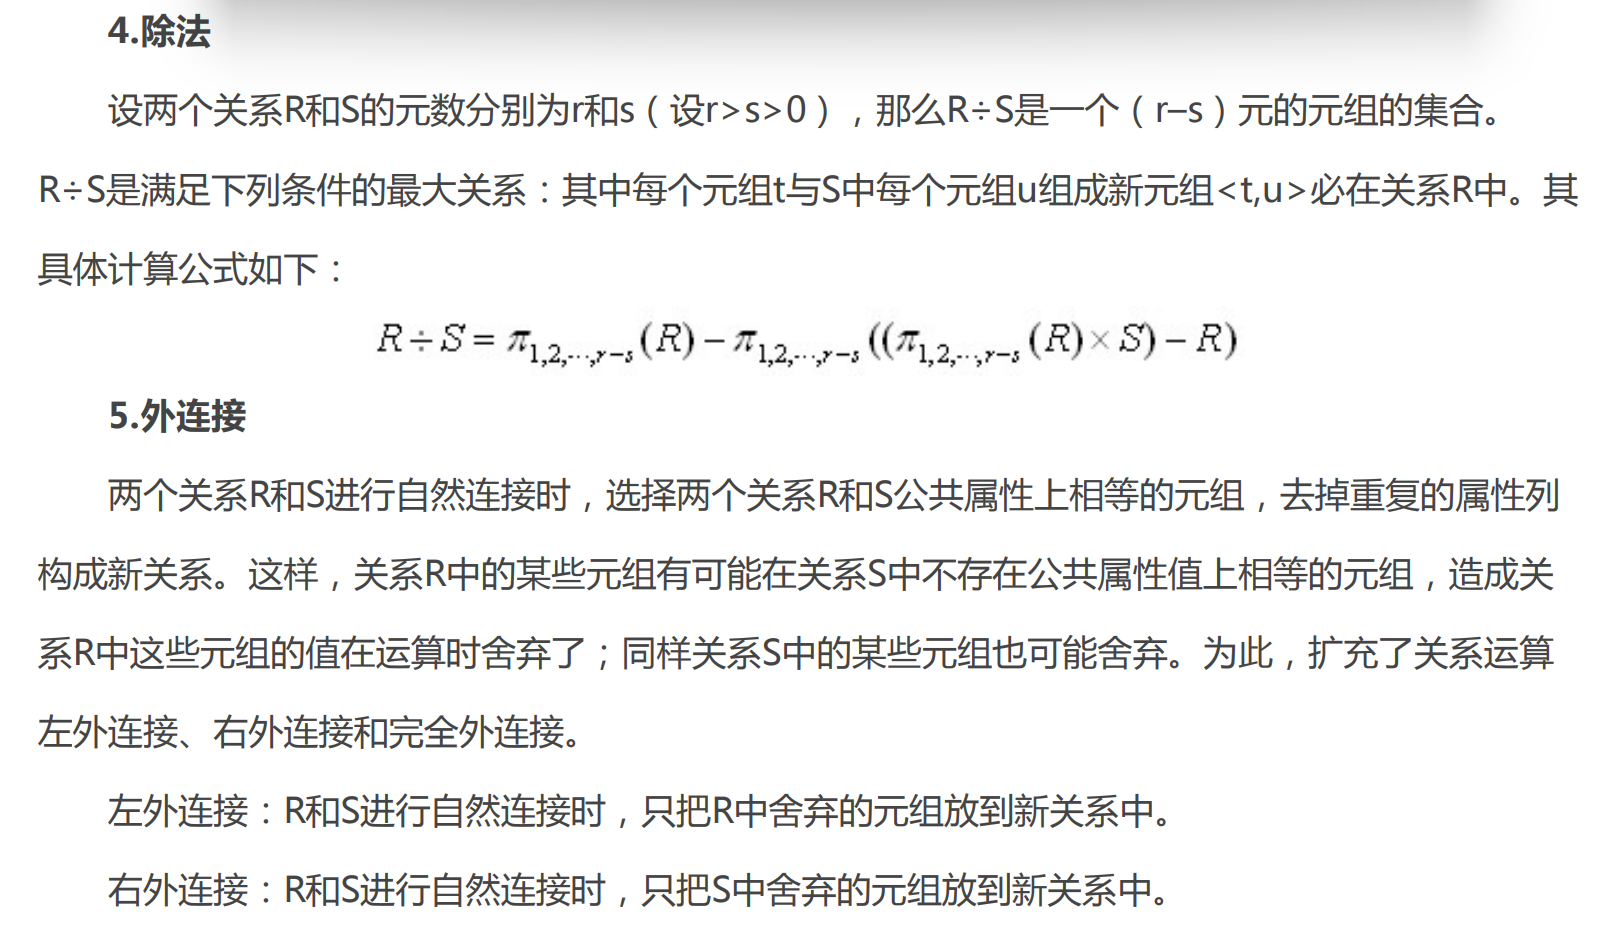 4.除法
设两个关系R和S的元数分别为r和s（设r>s>0），那么R÷S是一个（r–s）元的元组的集合。
R÷S是满足下列条件的最大关系：其中每个元组t与S中每个元组u组成新元组<t,u>必在关系R中。其
具体计算公式如下：
R÷S=π1,2,⋯,r−s(R)−π1,2,⋯,r−s((π1,2,⋯,r−s(R)×S)−R)
5.外连接
两个关系R和S进行自然连接时，选择两个关系R和S公共属性上相等的元组，去掉重复的属性列
构成新关系。这样，关系R中的某些元组有可能在关系S中不存在公共属性值上相等的元组，造成关
系R中这些元组的值在运算时舍弃了；同样关系S中的某些元组也可能舍弃。为此，扩充了关系运算
左外连接、右外连接和完全外连接。
左外连接：R和S进行自然连接时，只把R中舍弃的元组放到新关系中。
右外连接：R和S进行自然连接时，只把S中舍弃的元组放到新关系中。